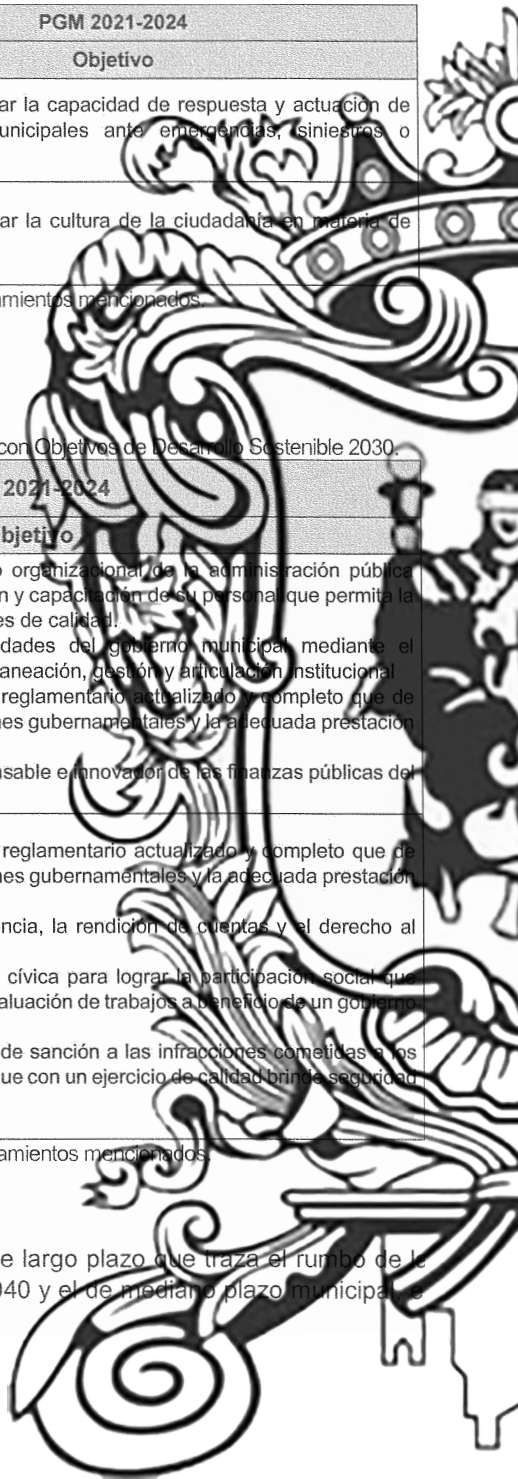 PGM 2021-2024
Objetivo
ar la capacidad de respuesta y actuación de
unicipales ante emergencias, siniestros o
ar la cultura de la ciudadanía en materia de
amientos mencionados.
con Objetivos de Desarrollo Sostenible 2030.
2021-2024
bjetivo
o organizacional de la administración pública
n y capacitación de su personal que permita la
es de calidad.
dades del gobierno municipal mediante el
aneación, gestión y articulación institucional
reglamentario actualizado y completo que de
nes gubernamentales y la adecuada prestación
nsable e innovador de las finanzas públicas del
reglamentario actualizado y completo que de
nes gubernamentales y la adecuada prestación
ncia, la rendición de cuentas y el derecho al
cívica para lograr la participación social que
aluación de trabajos a beneficio de un gobierno
de sanción a las infracciones cometidas a los
ue con un ejercicio de calidad brinde seguridad
amientos mencionados.
e largo plazo que traza el rumbo de
040 y el de mediano plazo municipal, e